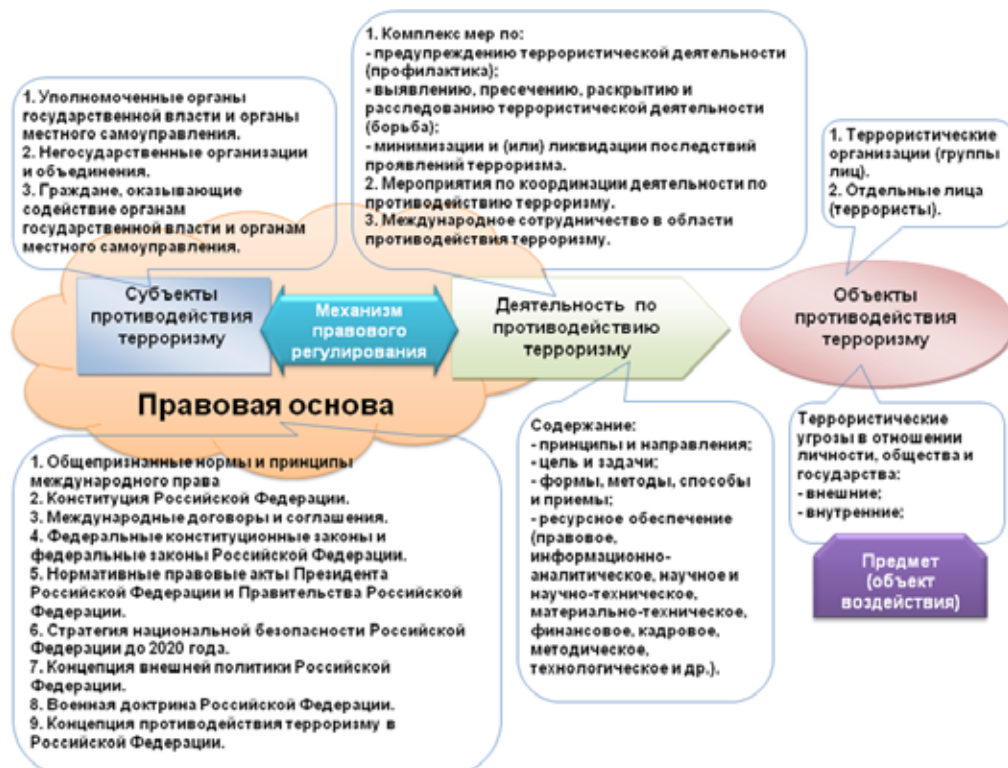 1. Уполномоченные органы
государственной власти и органы
местного самоуправления.
2. Негосударственные организации
и объединения.
3. Граждане, оказывающие
содействие органам
государственной власти и органам
местного самоуправления.
1. Комплекс мер по:
- предупреждению террористической деятельности
(профилактика);
- выявлению, пресечению, раскрытию и
расследованию террористической деятельности
(борьба);
- минимизации и (или) ликвидации последствий
проявлений терроризма.
2. Мероприятия по координации деятельности по
противодействию терроризму.
3. Международное сотрудничество в области
противодействия терроризму.
1. Террористические
организации (группы
лиц).
2. Отдельные лица
(террористы).
Субъекты
противодействия
терроризму
Механизм
правового
регулирования
Деятельность по
противодействию
терроризму
Объекты
противодействия
терроризму
Правовая основа
1. Общепризнанные нормы и принципы
международного права
2. Конституция Российской Федерации.
3. Международные договоры и соглашения.
4. Федеральные конституционные законы и
федеральные законы Российской Федерации.
5. Нормативные правовые акты Президента
Российской Федерации и Правительства Российской
Федерации.
6. Стратегия национальной безопасности Российской
Федерации до 2020 года.
7. Концепция внешней политики Российской
Федерации.
8. Военная доктрина Российской Федерации.
9. Концепция противодействия терроризму в
Российской Федерации.
Содержание:
- принципы и направления;
- цель и задачи;
- формы, методы, способы
и приемы;
- ресурсное обеспечение
(правовое,
информационно-
аналитическое, научное и
научно-техническое,
материально-техническое,
финансовое, кадровое,
методическое,
технологическое и др.).
Террористические
угрозы в отношении
личности, общества и
государства:
- внешние;
- внутренние;
Предмет
(объект
воздействия)